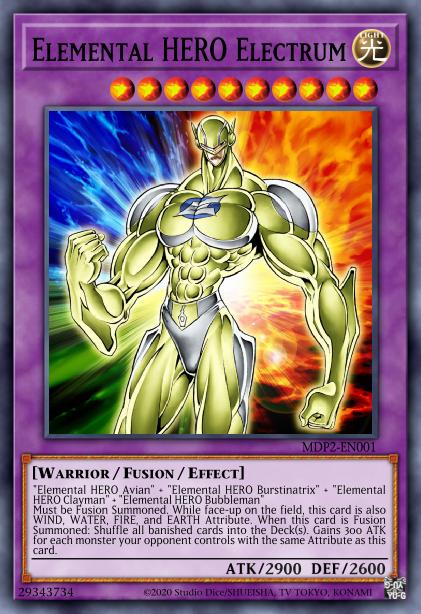 ELEMENTAL HERO ELECTRUM
LIGHT
光
MDP2-EN001
[WARRIOR / FUSION / EFFECT]
"Elemental HERO Avian" + "Elemental HERO Burstinatrix" + "Elemental
HERO Clayman" + "Elemental HERO Bubbleman"
Must be Fusion Summoned. While face-up on the field, this card is also
WIND, WATER, FIRE, and EARTH Attribute. When this card is Fusion
Summoned: Shuffle all banished cards into the Deck(s). Gains 300 ATK
for each monster your opponent controls with the same Attribute as this
card.
ATK/2900 DEF/2600
29343734
©2020 Studio Dice/SHUEISHA, TV TOKYO, KONAMI